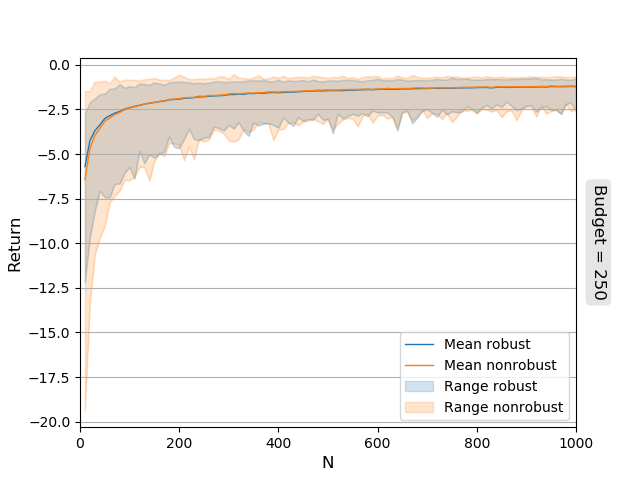 0.0
−2.5
−5.0
−7.5
−10.0
−12.5
−15.0
−17.5
−20.0
Return
0
200
400
600
800
1000
N
Budget = 250
Mean robust
Mean nonrobust
Range robust
Range nonrobust